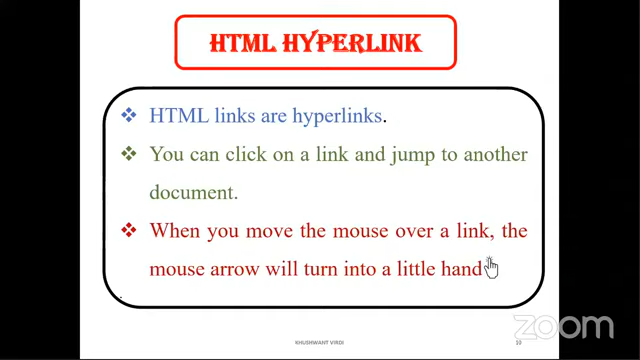 HTML HYPERLINK
HTML links are hyperlinks.
You can click on a link and jump to another
document.
When you move the mouse over a link, the
mouse arrow will turn into a little hand
.
KHUSHWANT VIRDI
10
zoom